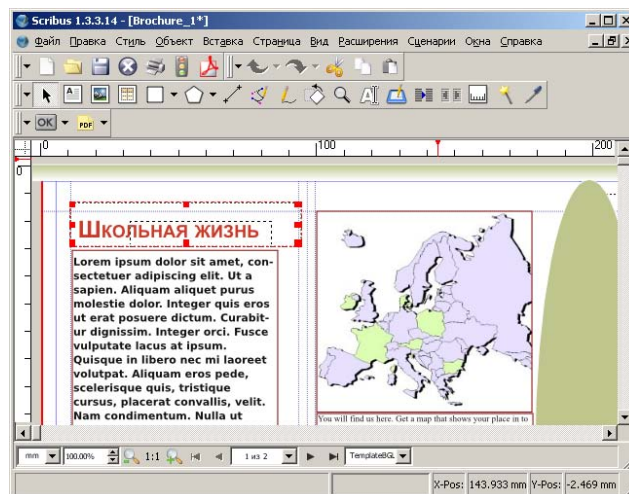 Scribus 1.3.3.14 - [Brochure_1*]
Файл Правка Стиль Объект Вставка Страница Вид Расширения Сценарии Окна Справка
OK PDF
0 100 200
0
Школьная жизнь
Lorem ipsum dolor sit amet, con-
sectetuer adipiscing elit. Ut a
sapien. Aliquam aliquet purus
molestie dolor. Integer quis eros
ut erat posuere dictum. Curabit-
ur dignissim. Integer orci. Fusce
vulputate lacus at ipsum.
Quisque in libero nec mi laoreet
volutpat. Aliquam eros pede,
scelerisque quis, tristique
cursus, placerat convallis, velit.
Nam condimentum. Nulla ut
You will find us here. Get a map that shows your place in to
mm 100.00% 1:1 1 из 2 TemplateBGL
X-Pos: 143.933 mm Y-Pos: -2.469 mm